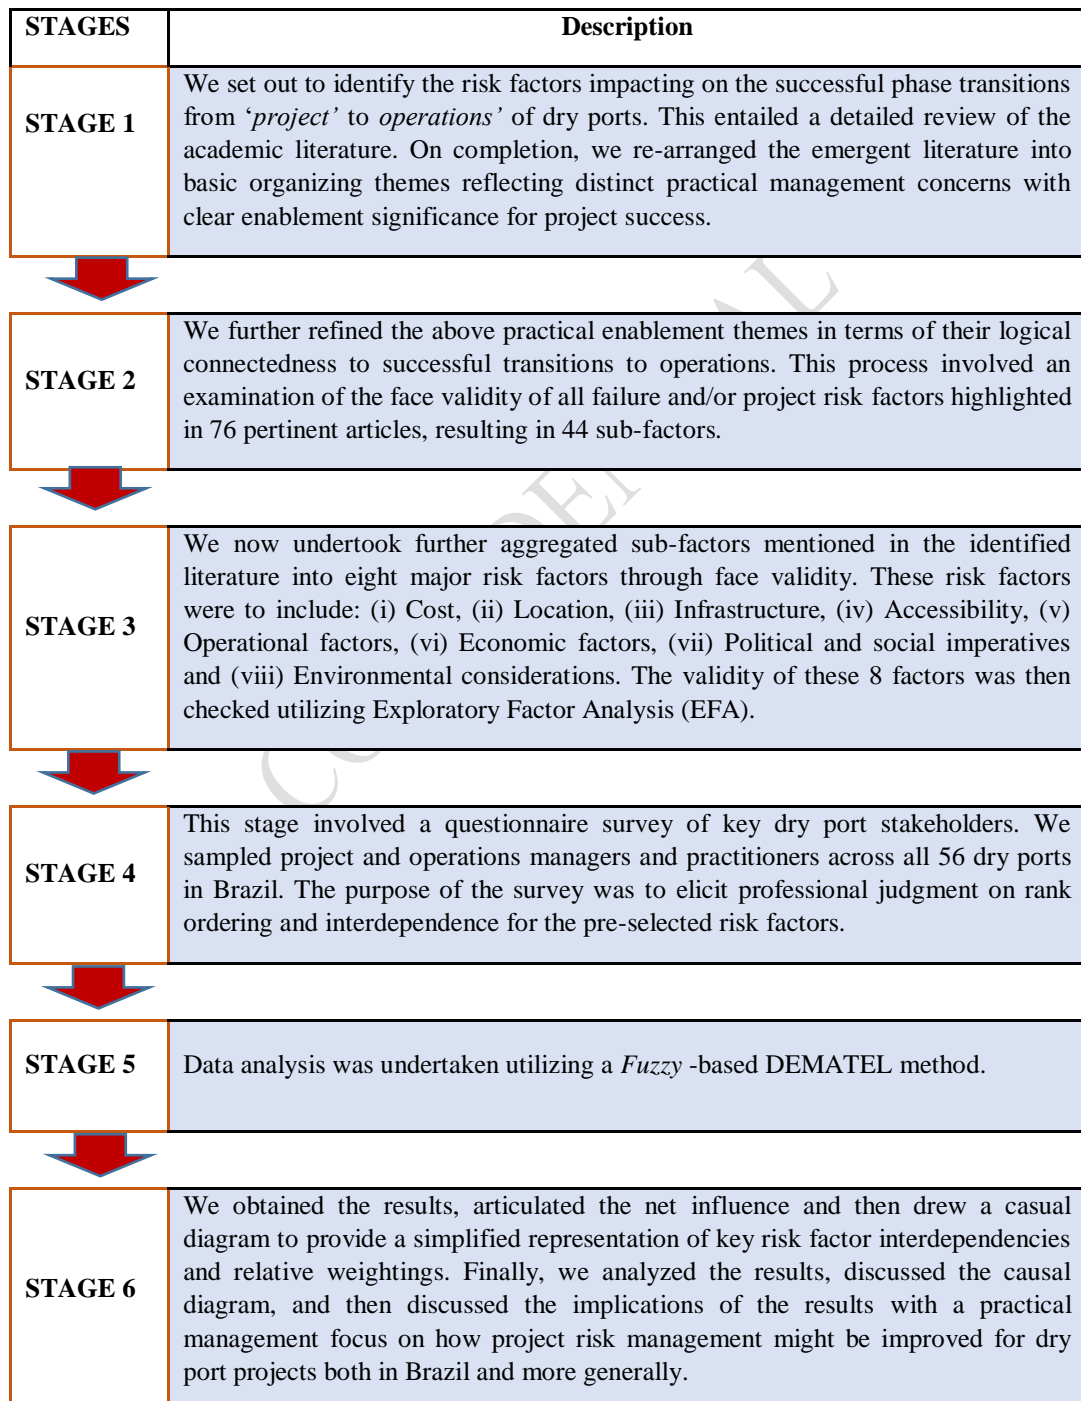 STAGES
Description
STAGE 1
We set out to identify the risk factors impacting on the successful phase transitions
from ‘project’ to operations’ of dry ports. This entailed a detailed review of the
academic literature. On completion, we re-arranged the emergent literature into
basic organizing themes reflecting distinct practical management concerns with
clear enablement significance for project success.
STAGE 2
We further refined the above practical enablement themes in terms of their logical
connectedness to successful transitions to operations. This process involved an
examination of the face validity of all failure and/or project risk factors highlighted
in 76 pertinent articles, resulting in 44 sub-factors.
STAGE 3
We now undertook further aggregated sub-factors mentioned in the identified
literature into eight major risk factors through face validity. These risk factors
were to include: (i) Cost, (ii) Location, (iii) Infrastructure, (iv) Accessibility, (v)
Operational factors, (vi) Economic factors, (vii) Political and social imperatives
and (viii) Environmental considerations. The validity of these 8 factors was then
checked utilizing Exploratory Factor Analysis (EFA).
STAGE 4
This stage involved a questionnaire survey of key dry port stakeholders. We
sampled project and operations managers and practitioners across all 56 dry ports
in Brazil. The purpose of the survey was to elicit professional judgment on rank
ordering and interdependence for the pre-selected risk factors.
STAGE 5
Data analysis was undertaken utilizing a Fuzzy -based DEMATEL method.
STAGE 6
We obtained the results, articulated the net influence and then drew a casual
diagram to provide a simplified representation of key risk factor interdependencies
and relative weightings. Finally, we analyzed the results, discussed the causal
diagram, and then discussed the implications of the results with a practical
management focus on how project risk management might be improved for dry
port projects both in Brazil and more generally.